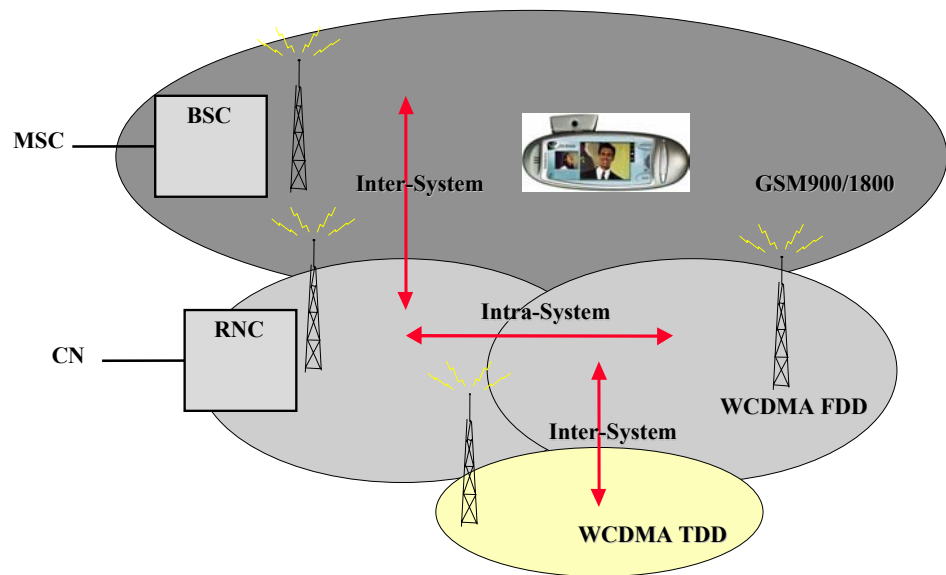 BSC
MSC
Inter-System
GSM900/1800
RNC
Intra-System
CN
WCDMA FDD
Inter-System
WCDMA TDD